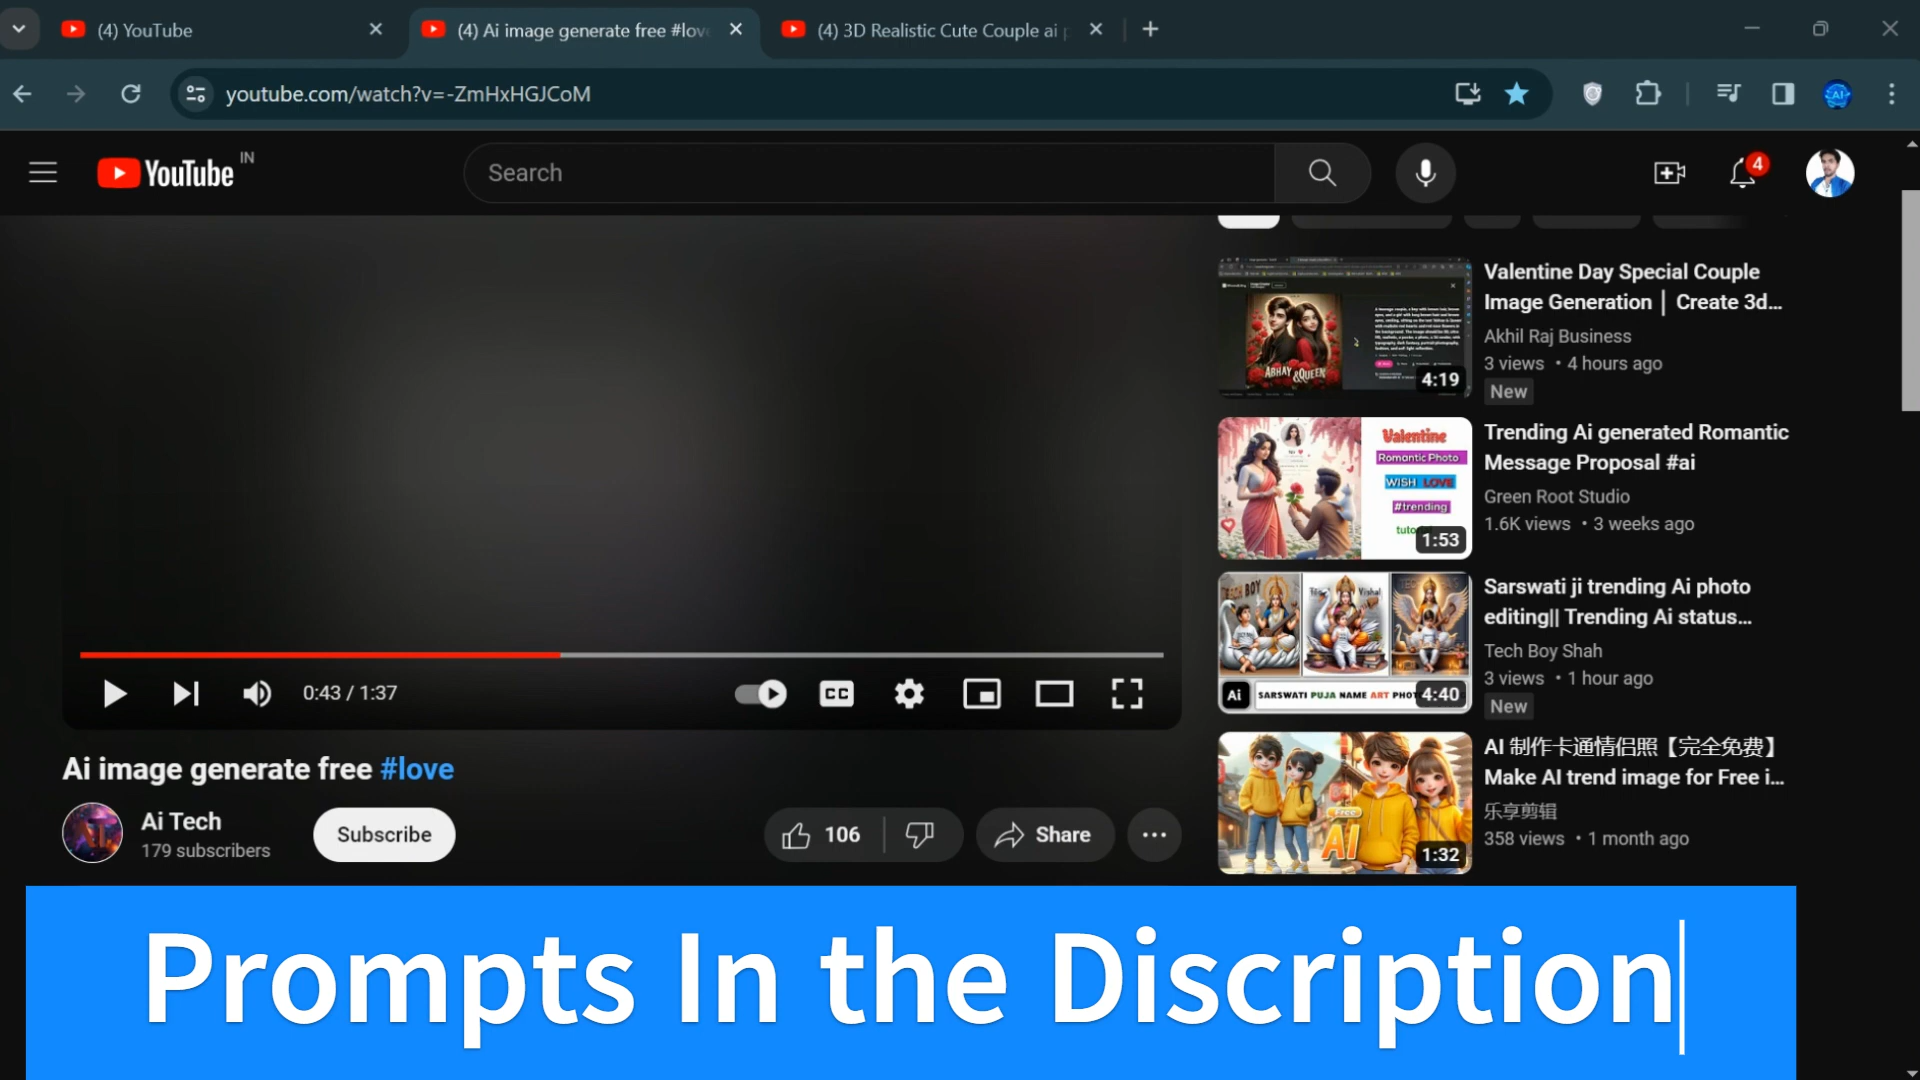 (4) YouTube
(4) Ai image generate free #lov
(4) 3D Realistic Cute Couple ai p
youtube.com/watch?v=-ZmHxHGJCoM
YouTube IN
Search
4
0:43 / 1:37
CC
Ai image generate free #love
Ai Tech
179 subscribers
Subscribe
106
Share
ABHAY & QUEEN
4:19
Valentine Day Special Couple
Image Generation | Create 3d...
Akhil Raj Business
3 views • 4 hours ago
New
Valentine
Romantic Photo
WISH LOVE
#trending
1:53
Trending Ai generated Romantic
Message Proposal #ai
Green Root Studio
1.6K views • 3 weeks ago
Ai
SARSWATI PUJA NAME ART PHOT
4:40
Sarswati ji trending Ai photo
editing|| Trending Ai status...
Tech Boy Shah
3 views • 1 hour ago
New
Free
AI
1:32
AI 制作卡通情侣照【完全免费】
Make AI trend image for Free i...
乐享剪辑
358 views • 1 month ago
Prompts In the Discription